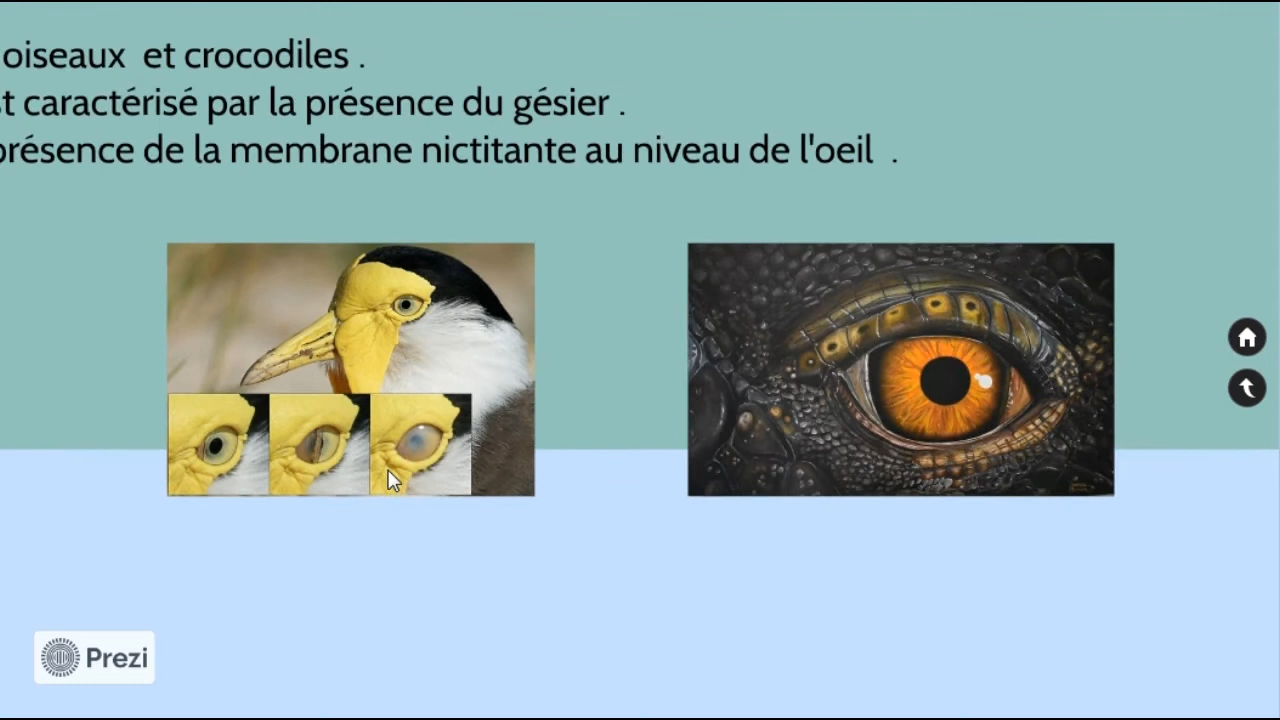 oiseaux et crocodiles .
t caractérisé par la présence du gésier .
présence de la membrane nictitante au niveau de l'oeil .
Prezi